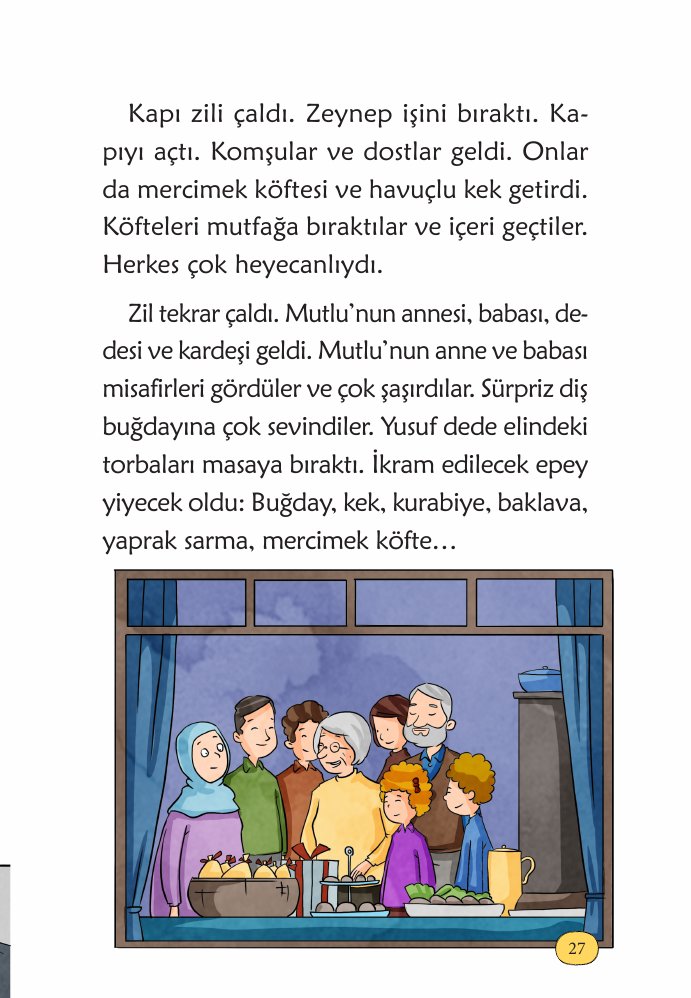 Kapı zili çaldı. Zeynep işini bıraktı. Ka-
pıyı açtı. Komşular ve dostlar geldi. Onlar
da mercimek köftesi ve havuçlu kek getirdi.
Köfteleri mutfağa bıraktılar ve içeri geçtiler.
Herkes çok heyecanlıydı.
Zil tekrar çaldı. Mutlu’nun annesi, babası, de-
desi ve kardeşi geldi. Mutlu’nun anne ve babası
misafirleri gördüler ve çok şaşırdılar. Sürpriz diş
buğdayına çok sevindiler. Yusuf dede elindeki
torbaları masaya bıraktı. İkram edilecek epey
yiyecek oldu: Buğday, kek, kurabiye, baklava,
yaprak sarma, mercimek köfte…
27